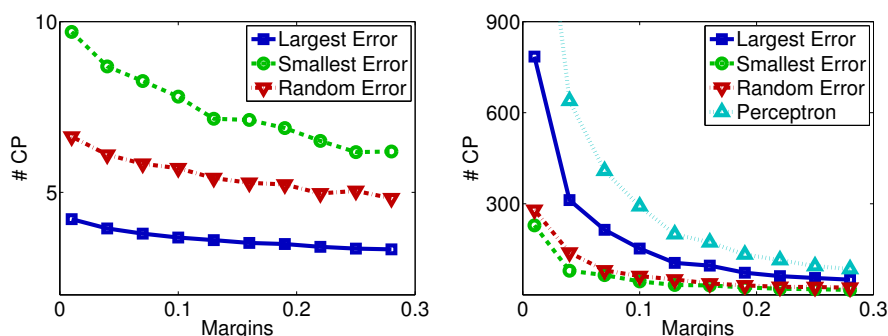 10
5
# CP
0
0.1
0.2
0.3
Margins
Largest Error
Smallest Error
Random Error
900
600
300
# CP
0
0.1
0.2
0.3
Margins
Largest Error
Smallest Error
Random Error
Perceptron